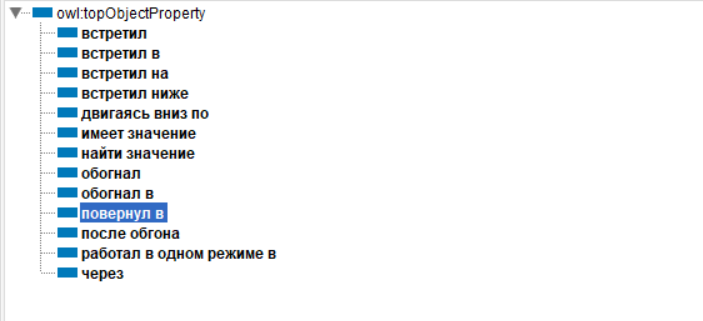 owl:topObjectProperty
встретил
встретил в
встретил на
встретил ниже
двигаясь вниз по
имеет значение
найти значение
обогнал
обогнал в
повернул в
после обгона
работал в одном режиме в
через